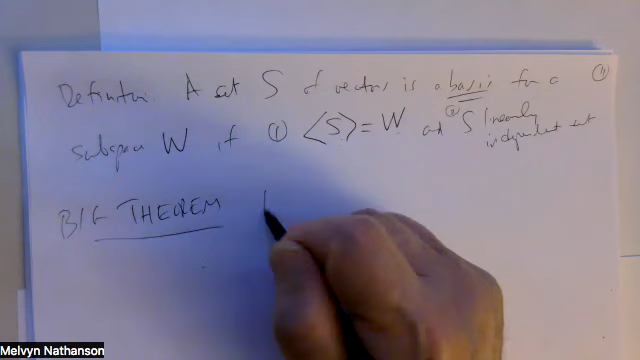 Definition. A set S of vectors is a basis for a ⑪
subspace W if ① <S> = W and ② S linearly independent set
BIG THEOREM
Melvyn Nathanson